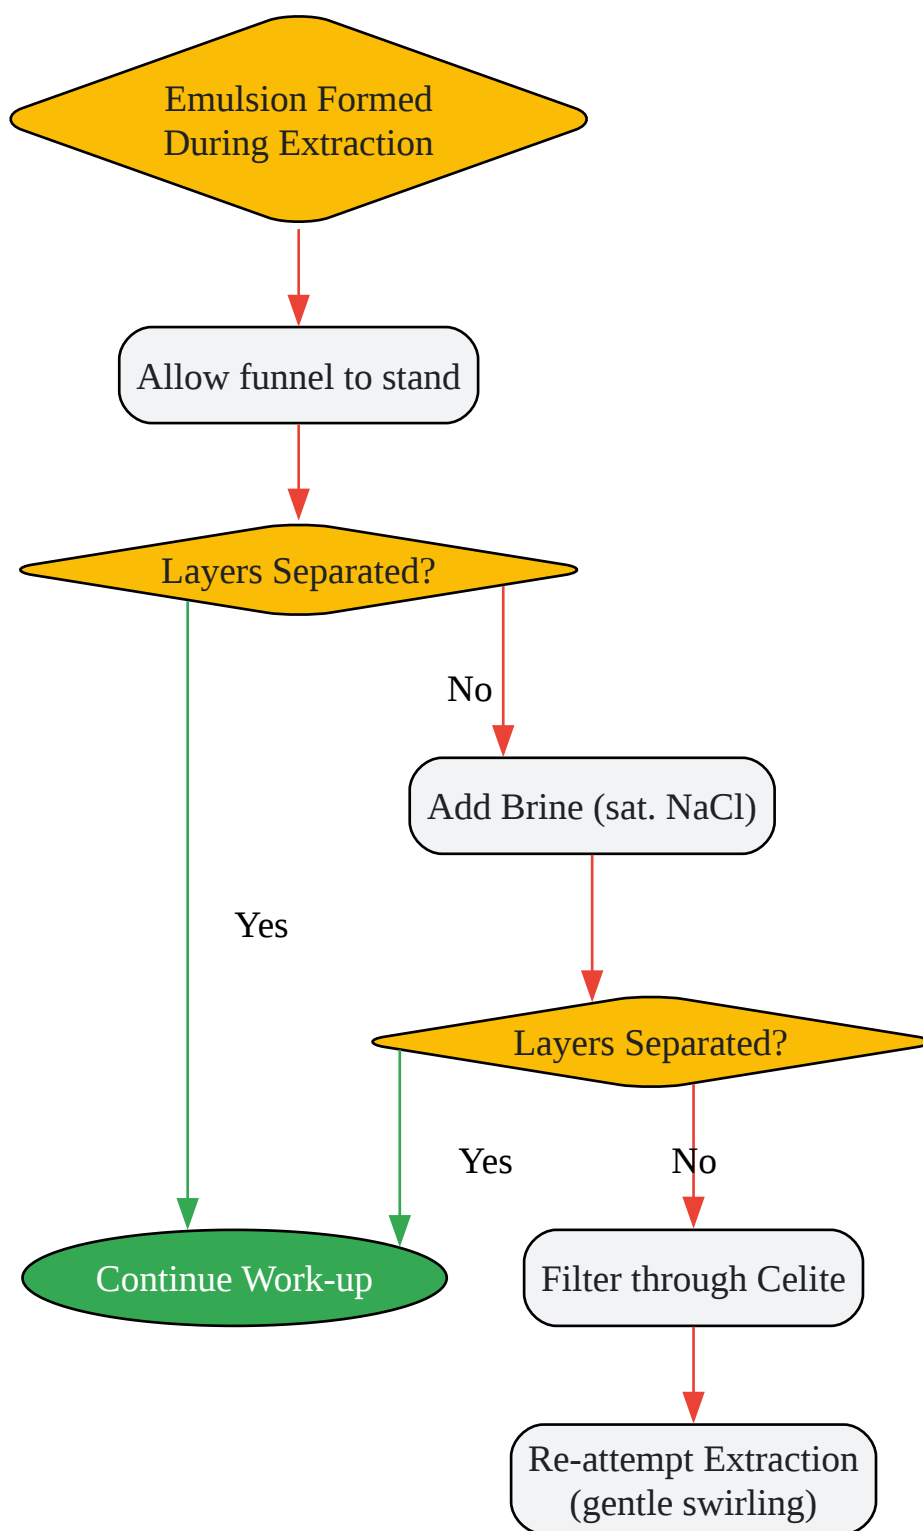 Emulsion Formed
During Extraction
Allow funnel to stand
Layers Separated?
No
Add Brine (sat. NaCl)
Yes
Layers Separated?
Yes
No
Continue Work-up
Filter through Celite
Re-attempt Extraction
(gentle swirling)